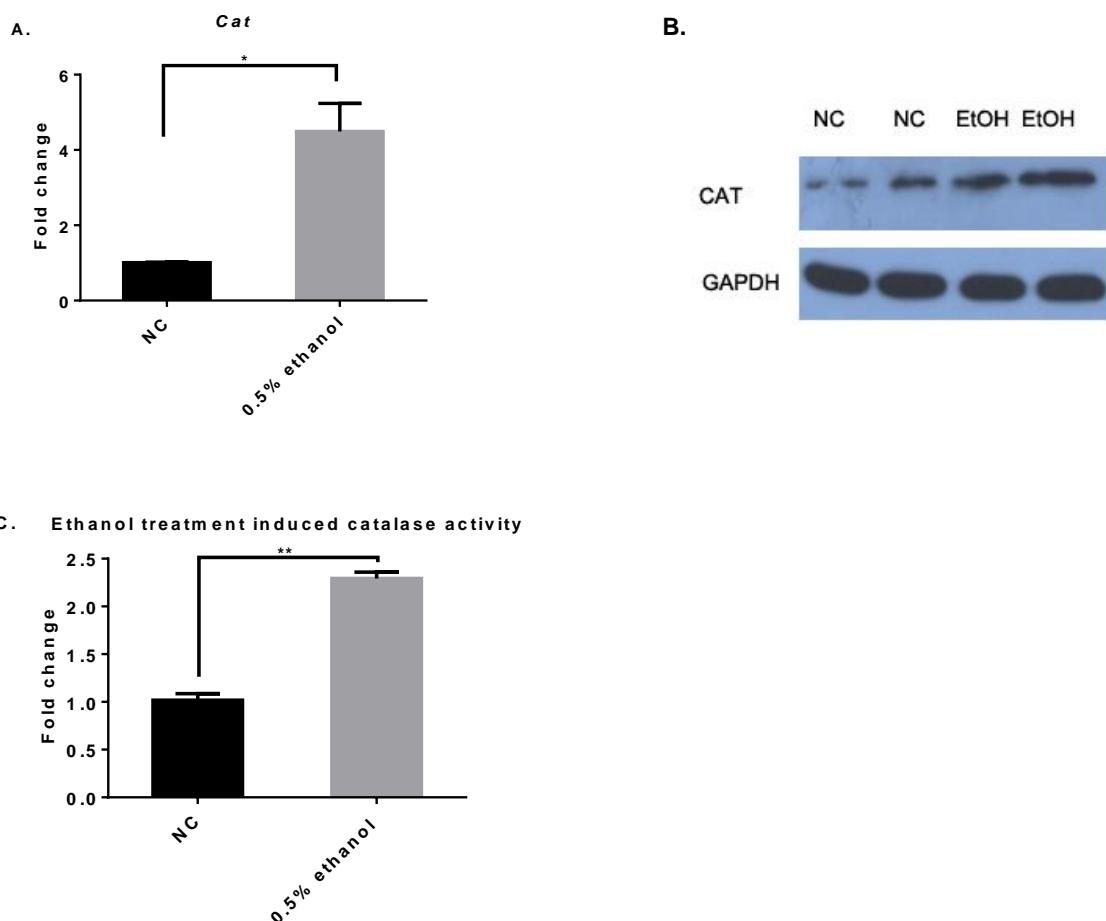 A.
Cat
*
6
4
2
0
Fold change
NC
0.5% ethanol
B.
NC NC EtOH EtOH
CAT
GAPDH
C. Ethanol treatment induced catalase activity
**
2.5
2.0
1.5
1.0
0.5
0.0
Fold change
NC
0.5% ethanol